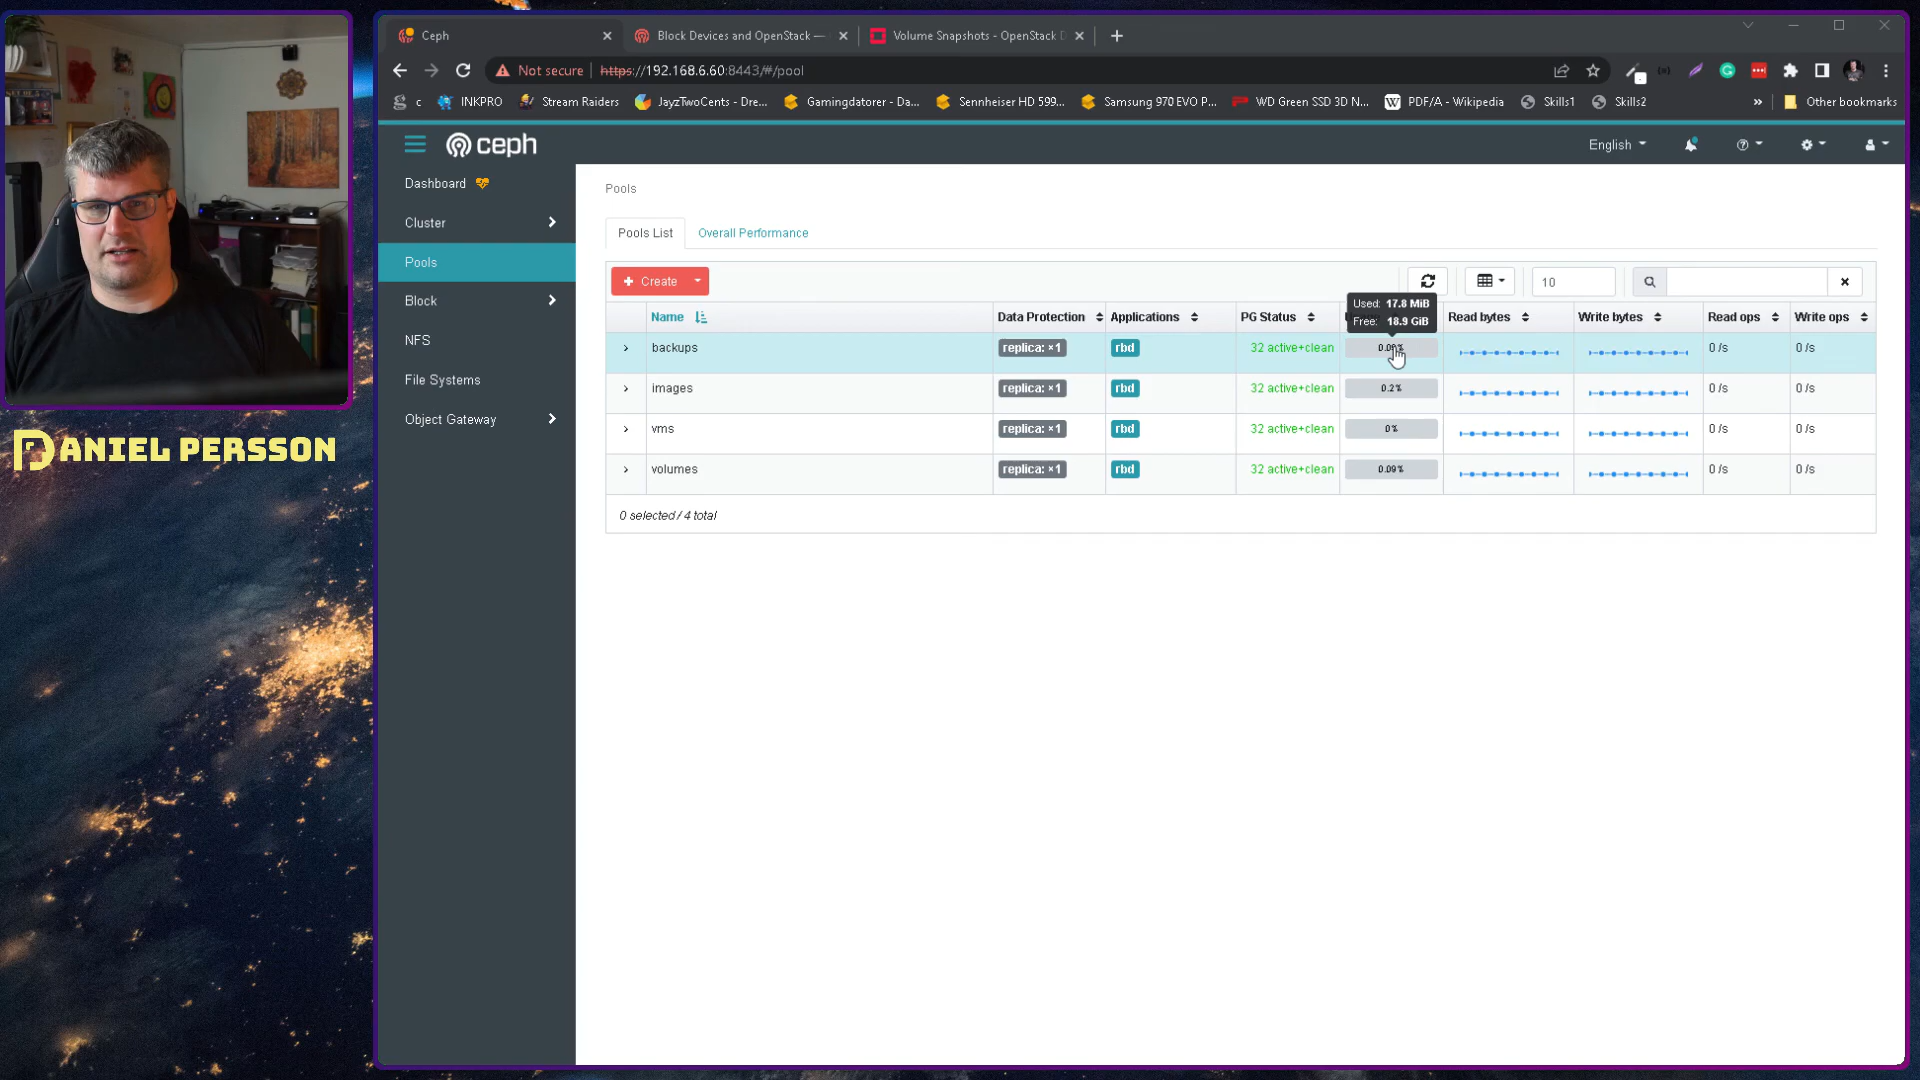 Ceph
Block Devices and OpenStack —
Volume Snapshots - OpenStack D
Not secure
https://192.168.6.60:8443/#/pool
c
INKPRO
Stream Raiders
JayzTwoCents - Dre...
Gamingdatorer - Da...
Sennheiser HD 599...
Samsung 970 EVO P...
WD Green SSD 3D N...
PDF/A - Wikipedia
Skills1
Skills2
»
Other bookmarks
ceph
English
Dashboard
Cluster
Pools
Block
NFS
File Systems
Object Gateway
Pools
Pools List
Overall Performance
+ Create
10
Used: 17.8 MiB
Free: 18.9 GiB
Name
Data Protection
Applications
PG Status
Read bytes
Write bytes
Read ops
Write ops
backups
replica: ×1
rbd
32 active+clean
0 /s
0 /s
images
replica: ×1
rbd
32 active+clean
0.2%
0 /s
0 /s
vms
replica: ×1
rbd
32 active+clean
0%
0 /s
0 /s
volumes
replica: ×1
rbd
32 active+clean
0.09%
0 /s
0 /s
0 selected / 4 total
DANIEL PERSSON